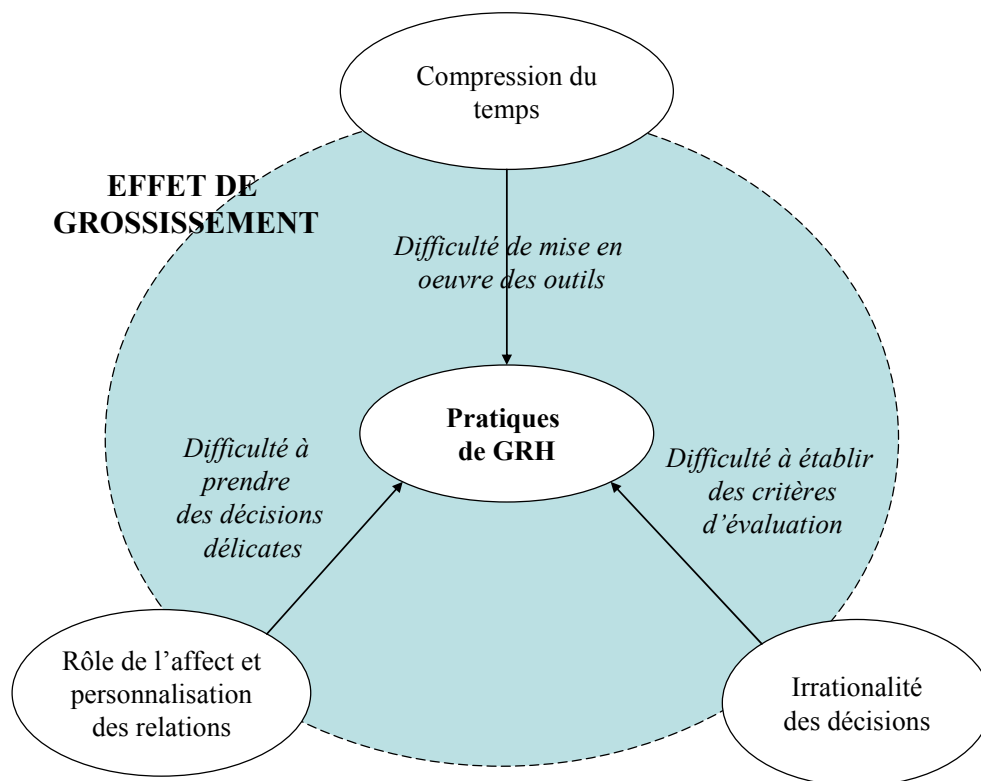 Compression du
temps
EFFET DE
GROSSISSEMENT
Difficulté de mise en
oeuvre des outils
Pratiques
de GRH
Difficulté à
prendre
des décisions
délicates
Difficulté à établir
des critères
d’évaluation
Rôle de l’affect et
personnalisation
des relations
Irrationalité
des décisions